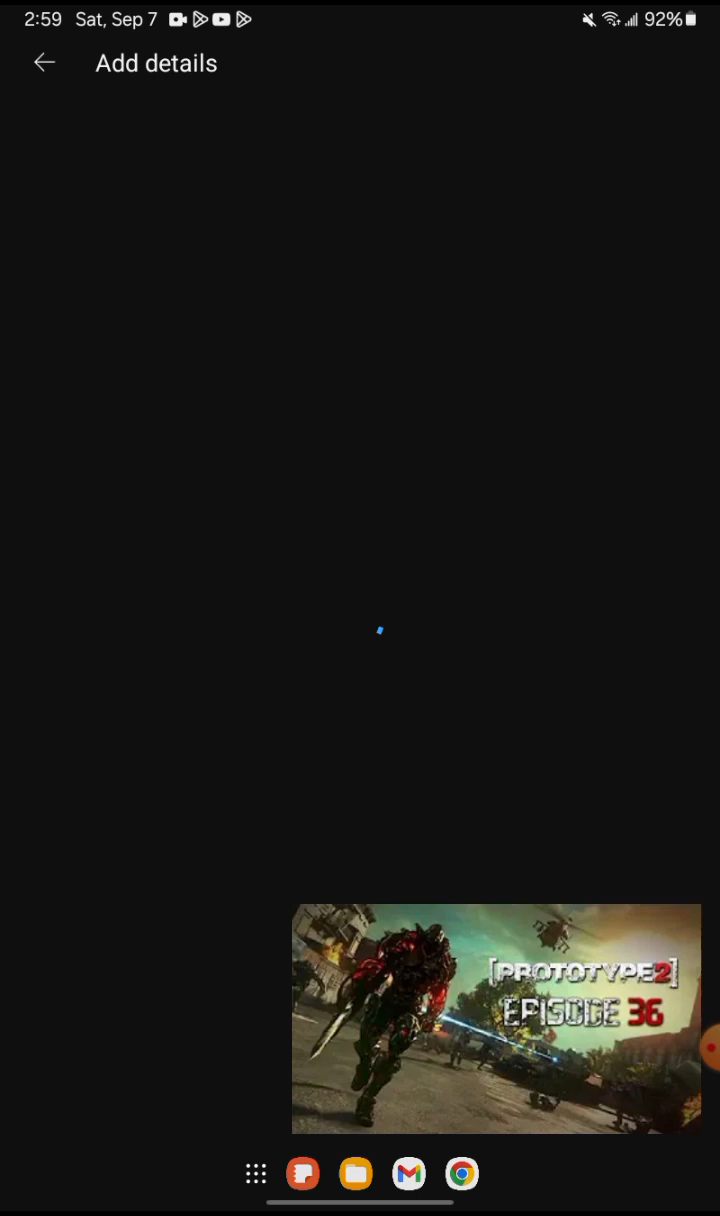 2:59 Sat, Sep 7 92%
Add details
[PROTOTYPE2]
EPISODE 36